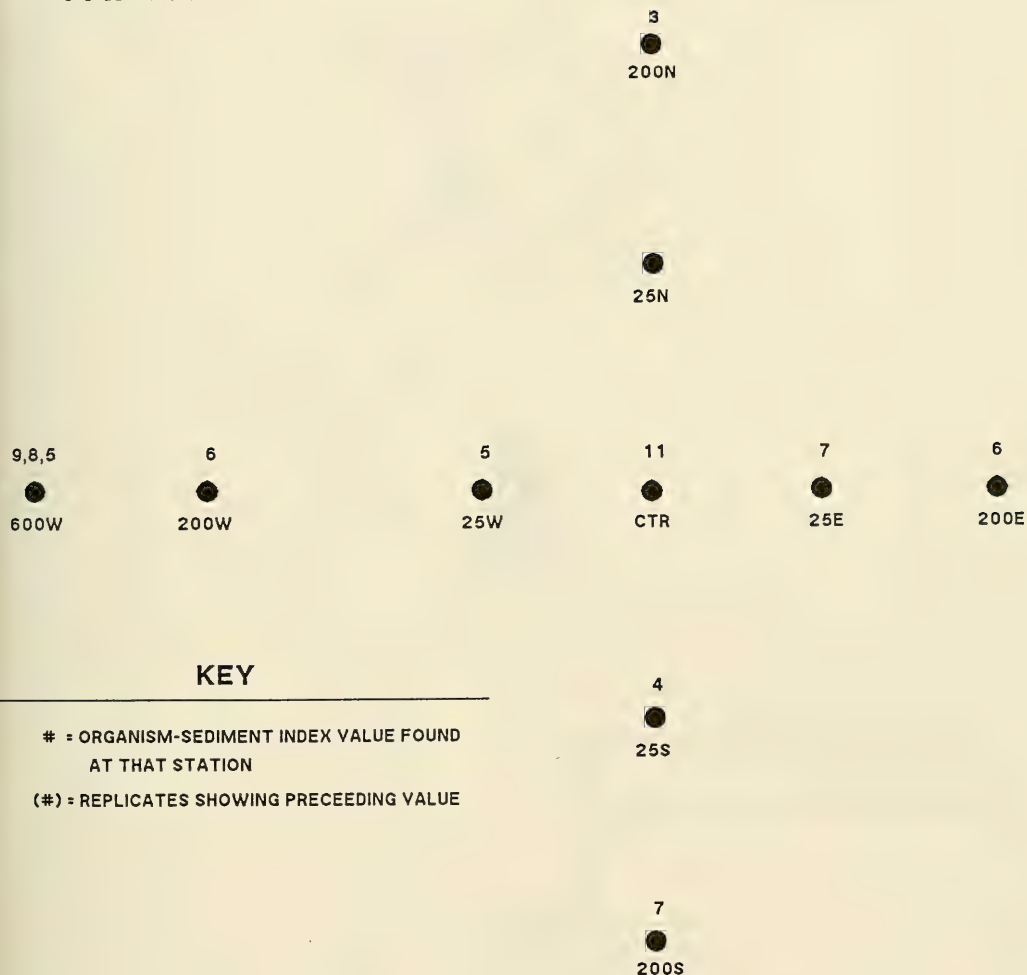 3
200N
25N
9,8,5 6 5 11 7 6
600W 200W 25W CTR 25E 200E
KEY
# = ORGANISM-SEDIMENT INDEX VALUE FOUND
AT THAT STATION
(#) = REPLICATES SHOWING PRECEEDING VALUE
4
25S
7
200S